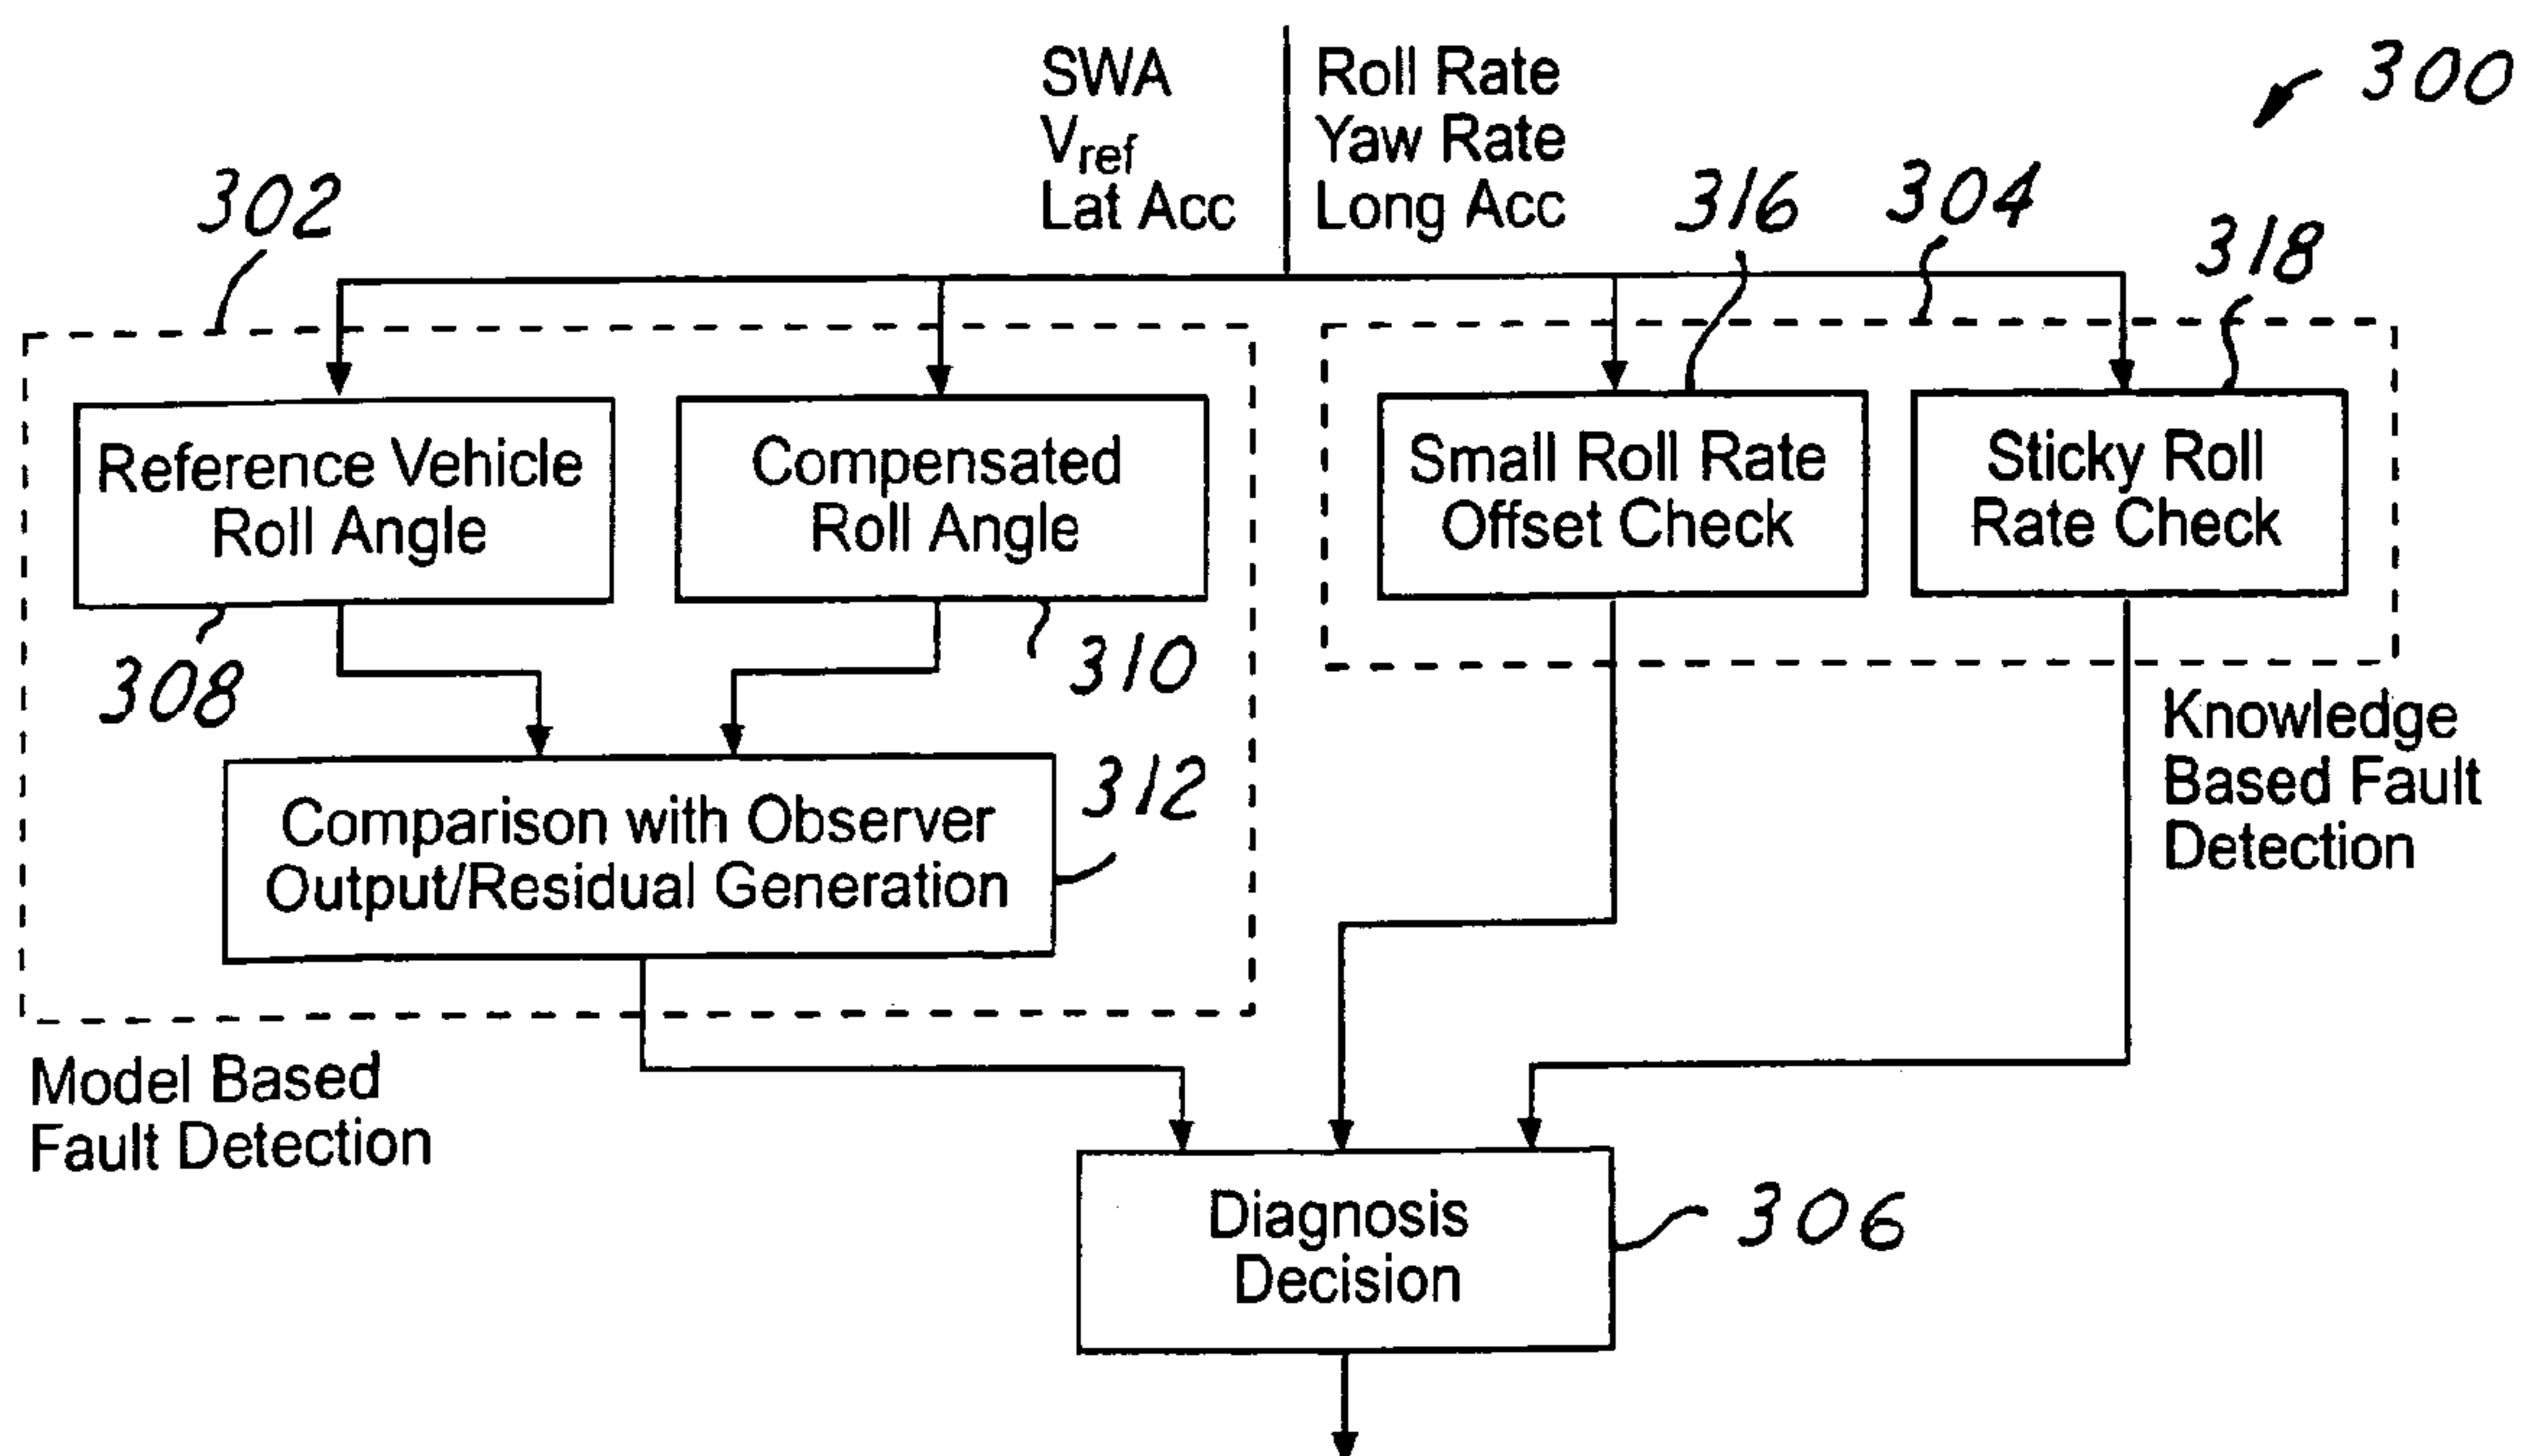 SWA
Vref
Lat Acc
Roll Rate
Yaw Rate
Long Acc
300
302
316
304
318
Reference Vehicle
Roll Angle
Compensated
Roll Angle
Small Roll Rate
Offset Check
Sticky Roll
Rate Check
308
310
Knowledge
Based Fault
Detection
Comparison with Observer
Output/Residual Generation
312
Model Based
Fault Detection
Diagnosis
Decision
306